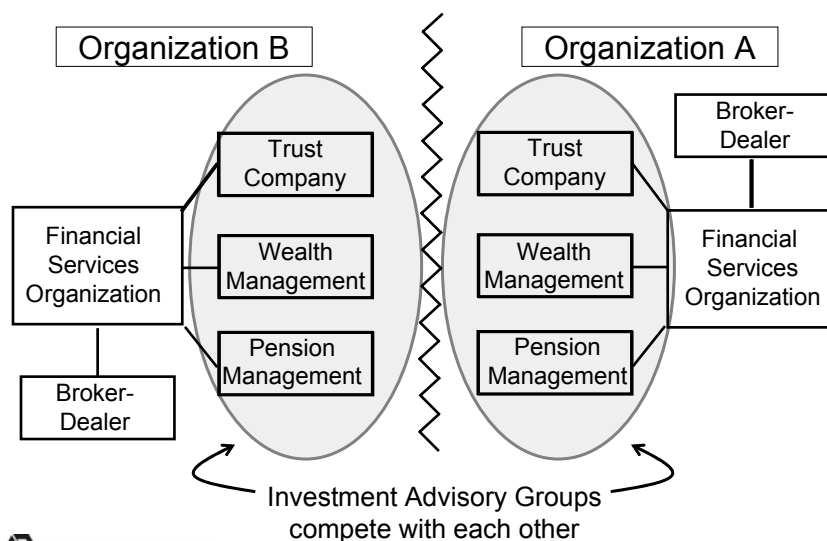 Organization B
Organization A
Trust
Company
Wealth
Management
Pension
Management
Financial
Services
Organization
Broker-
Dealer
Broker-
Dealer
Trust
Company
Wealth
Management
Pension
Management
Financial
Services
Organization
Investment Advisory Groups
compete with each other